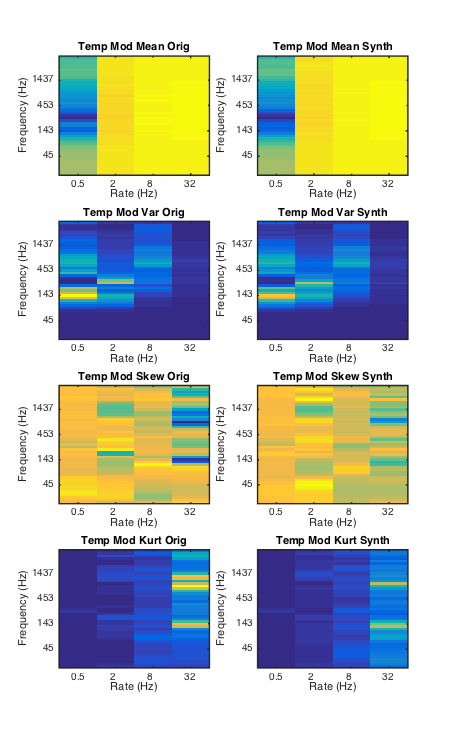 Temp Mod Mean Orig
Temp Mod Mean Synth
Frequency (Hz)
1437
453
143
45
Frequency (Hz)
1437
453
143
45
0.5 2 8 32
0.5 2 8 32
Rate (Hz)
Rate (Hz)
Temp Mod Var Orig
Temp Mod Var Synth
Frequency (Hz)
1437
453
143
45
Frequency (Hz)
1437
453
143
45
0.5 2 8 32
0.5 2 8 32
Rate (Hz)
Rate (Hz)
Temp Mod Skew Orig
Temp Mod Skew Synth
Frequency (Hz)
1437
453
143
45
Frequency (Hz)
1437
453
143
45
0.5 2 8 32
0.5 2 8 32
Rate (Hz)
Rate (Hz)
Temp Mod Kurt Orig
Temp Mod Kurt Synth
Frequency (Hz)
1437
453
143
45
Frequency (Hz)
1437
453
143
45
0.5 2 8 32
0.5 2 8 32
Rate (Hz)
Rate (Hz)